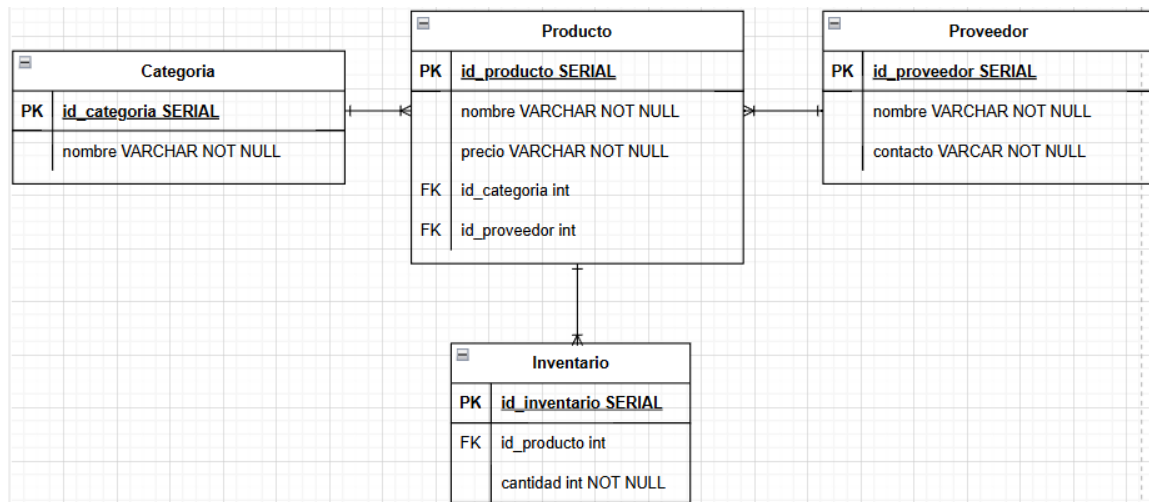 Categoria
PK id_categoria SERIAL
nombre VARCHAR NOT NULL
Producto
PK id_producto SERIAL
nombre VARCHAR NOT NULL
precio VARCHAR NOT NULL
FK id_categoria int
FK id_proveedor int
Proveedor
PK id_proveedor SERIAL
nombre VARCHAR NOT NULL
contacto VARCAR NOT NULL
Inventario
PK id_inventario SERIAL
FK id_producto int
cantidad int NOT NULL